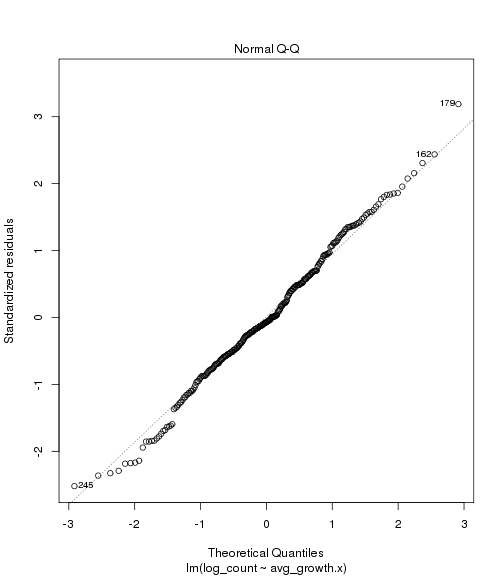 Normal Q-Q
179
162
245
Standardized residuals
3
2
1
0
-1
-2
-3 -2 -1 0 1 2 3
Theoretical Quantiles
lm(log_count ~ avg_growth.x)